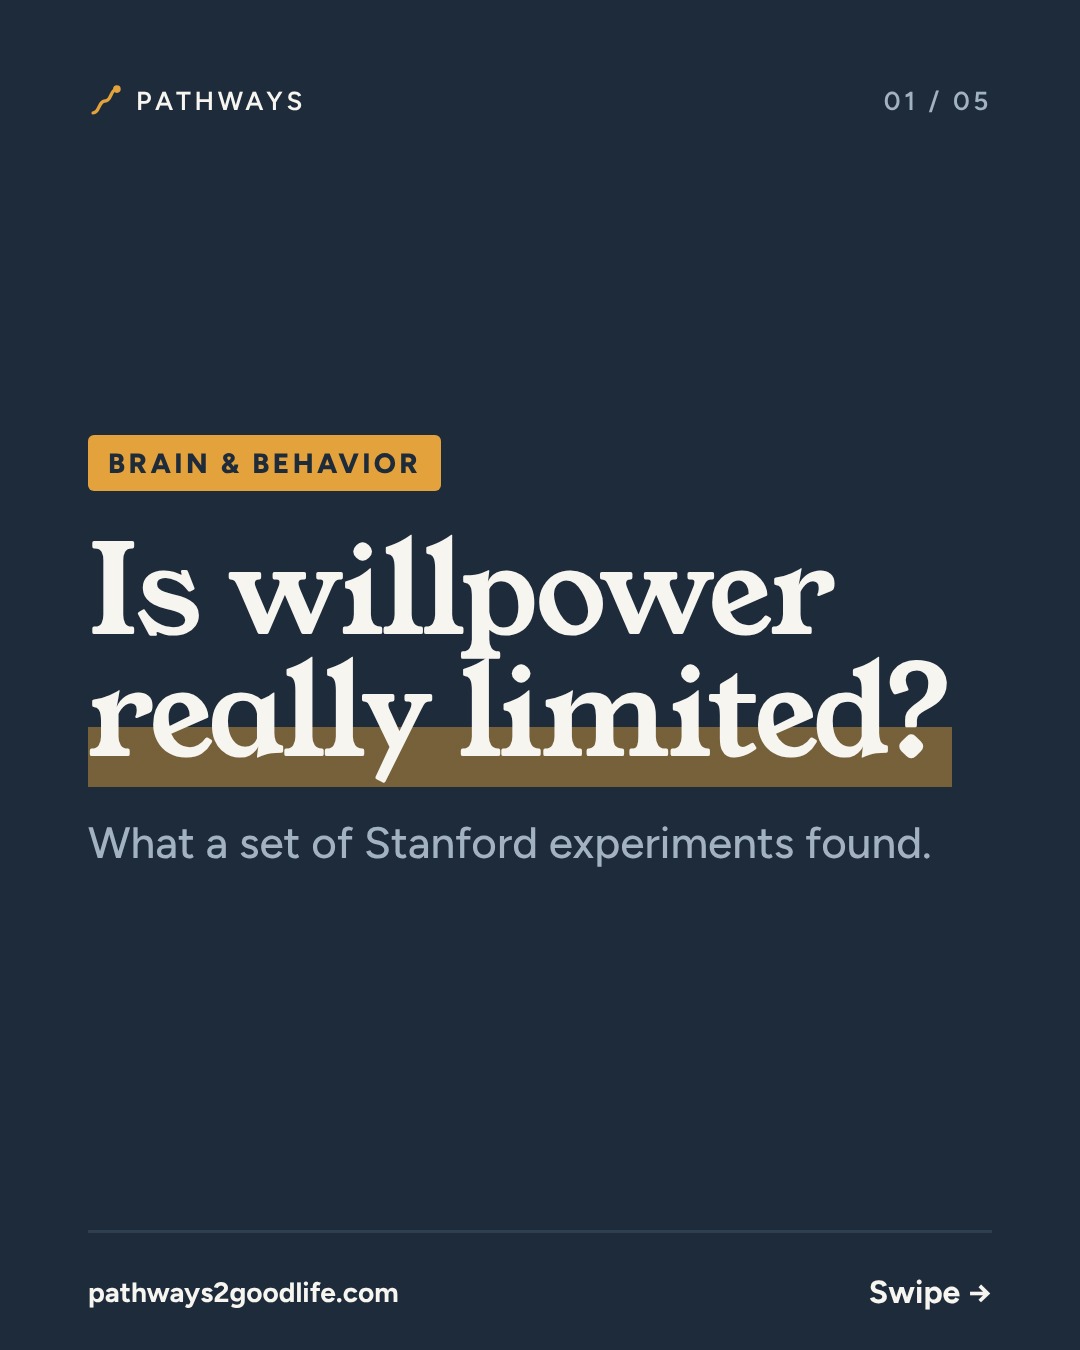 PATHWAYS
01 / 05
BRAIN & BEHAVIOR
Is willpower
really limited?
What a set of Stanford experiments found.
pathways2goodlife.com
Swipe →